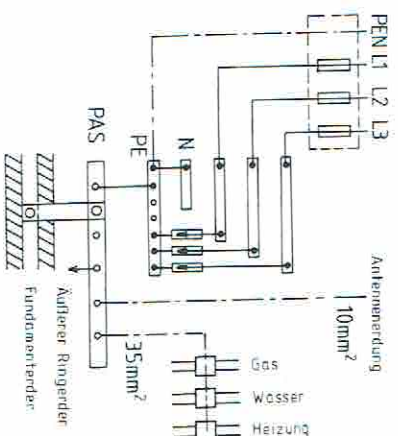 PEN L1 L2 L3
N
PE
PAS
Antennenerdung
10mm²
35mm²
Gas
Wasser
Heizung
Äußerer Ringerder
Fundamenterder